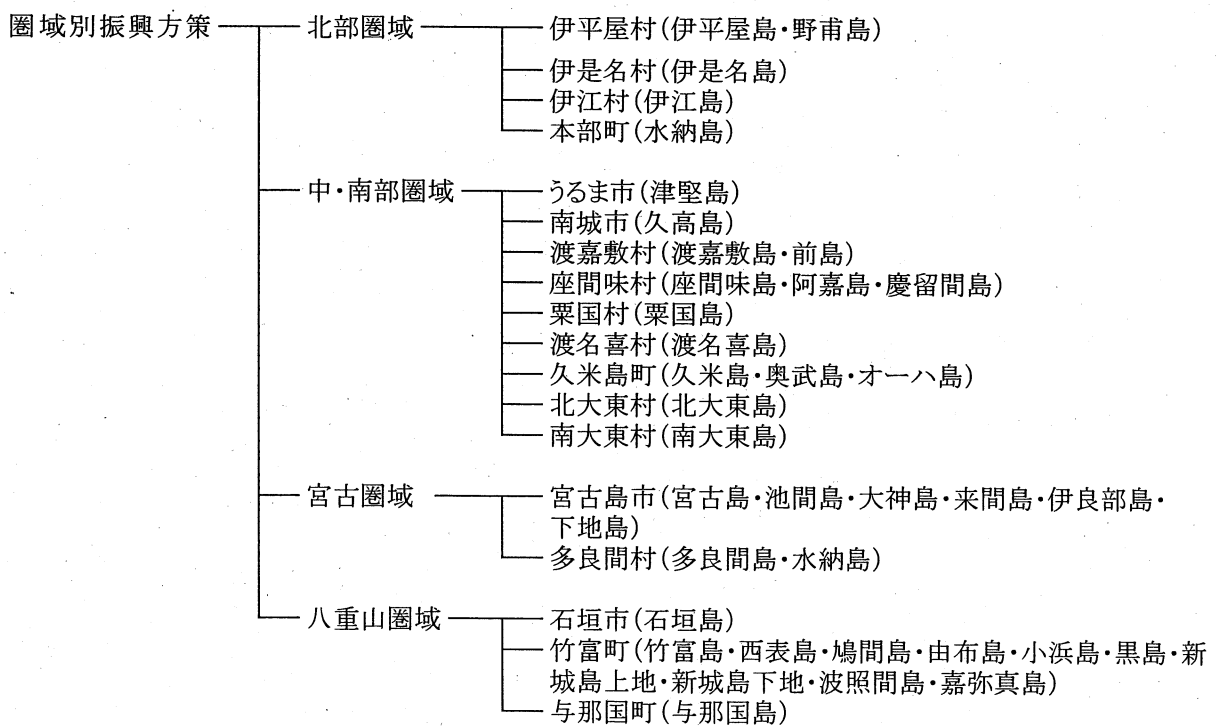 圏域別振興方策
北部圏域
伊平屋村(伊平屋島・野甫島)
伊是名村(伊是名島)
伊江村(伊江島)
本部町(水納島)
中・南部圏域
うるま市(津堅島)
南城市(久高島)
渡嘉敷村(渡嘉敷島・前島)
座間味村(座間味島・阿嘉島・慶留間島)
粟国村(粟国島)
渡名喜村(渡名喜島)
久米島町(久米島・奥武島・オーハ島)
北大東村(北大東島)
南大東村(南大東島)
宮古圏域
宮古島市(宮古島・池間島・大神島・来間島・伊良部島・
下地島)
多良間村(多良間島・水納島)
八重山圏域
石垣市(石垣島)
竹富町(竹富島・西表島・鳩間島・由布島・小浜島・黒島・新
城島上地・新城島下地・波照間島・嘉弥真島)
与那国町(与那国島)